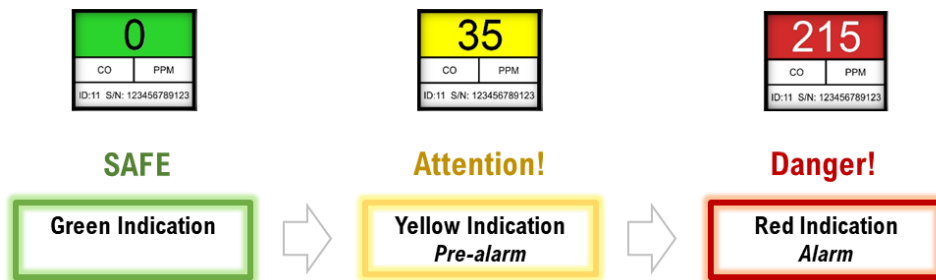 0
CO PPM
ID:11 S/N: 123456789123
35
CO PPM
ID:11 S/N: 123456789123
215
CO PPM
ID:11 S/N: 123456789123
SAFE
Attention!
Danger!
Green Indication
Yellow Indication
Pre-alarm
Red Indication
Alarm